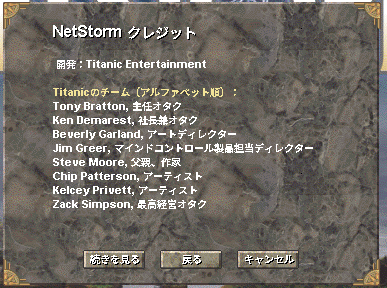 NetStorm クレジット
開発：Titanic Entertainment
Titanicのチーム（アルファベット順）：
Tony Bratton, 主任オタク
Ken Demarest, 社長兼オタク
Beverly Garland, アートディレクター
Jim Greer, マインドコントロール製品担当ディレクター
Steve Moore, 父親、作家
Chip Patterson, アーティスト
Kelcey Privett, アーティスト
Zack Simpson, 最高経営オタク
続きを見る 戻る キャンセル